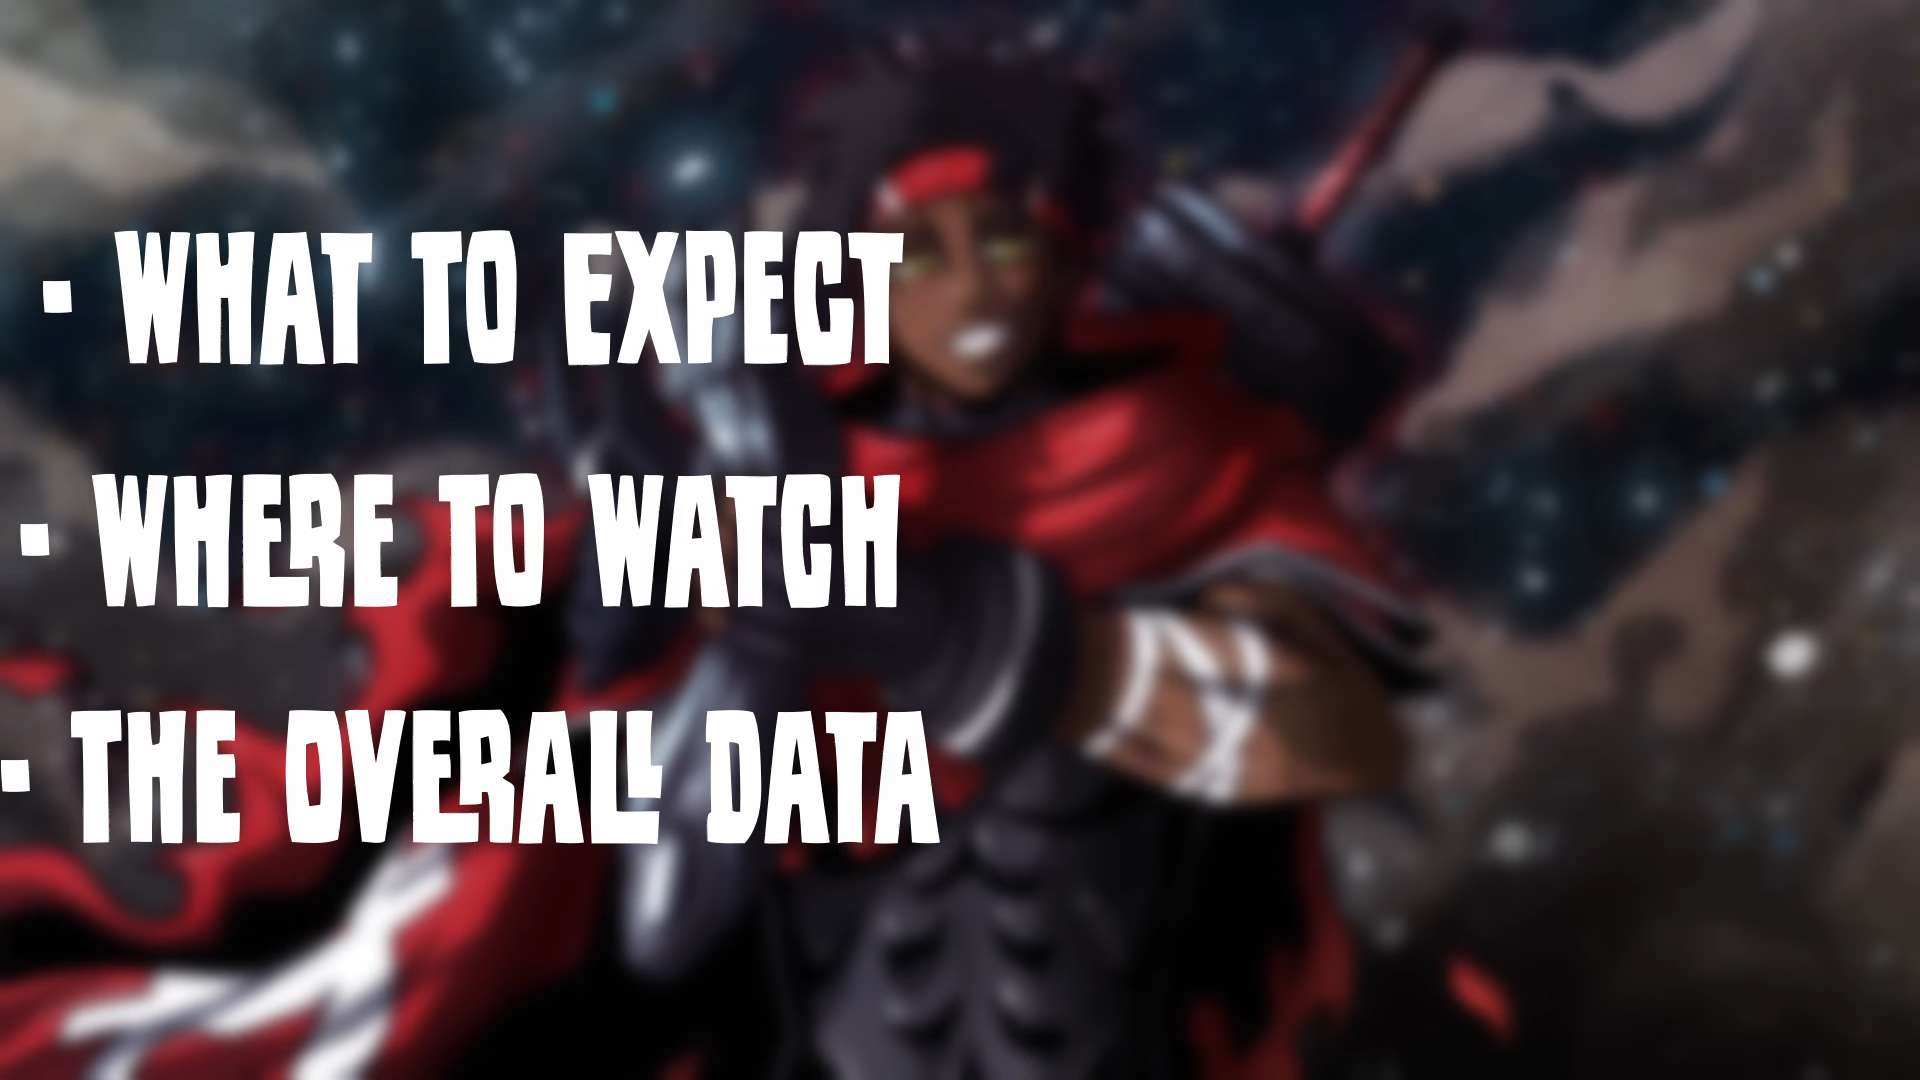 · WHAT TO EXPECT
· WHERE TO WATCH
· THE OVERALL DATA